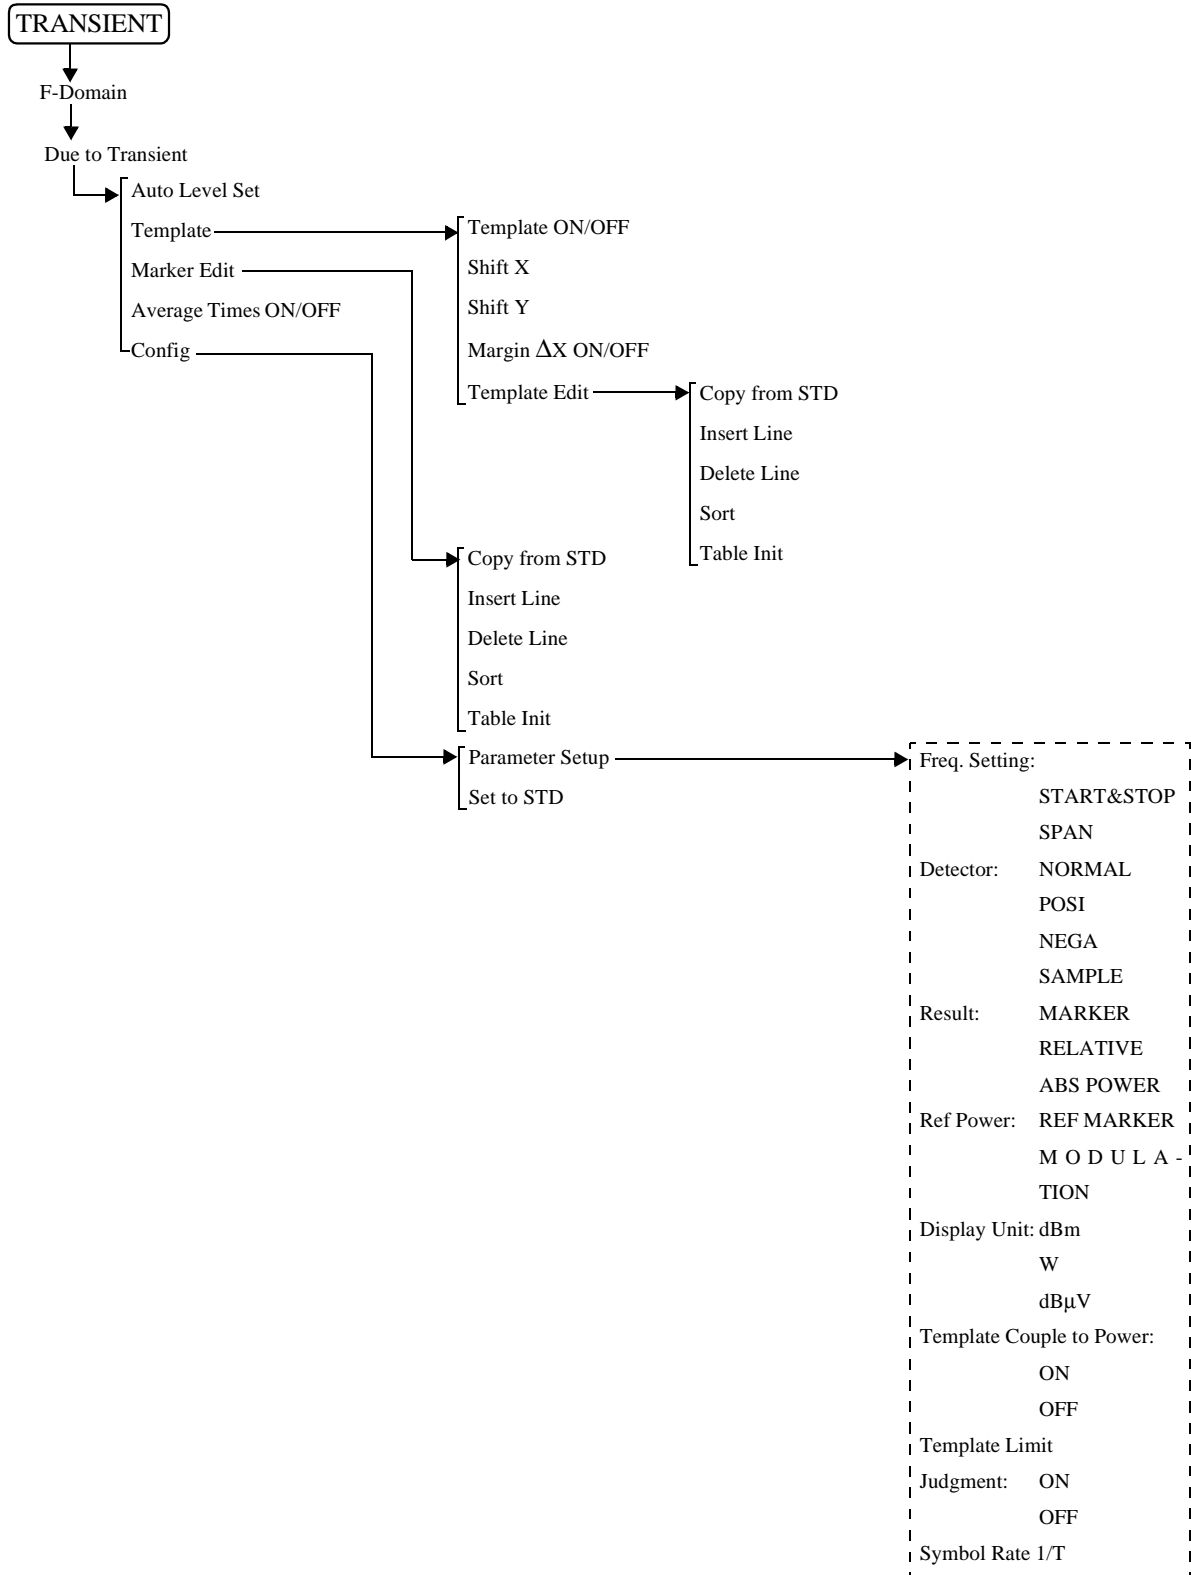 TRANSIENT
F-Domain
Due to Transient
Auto Level Set
Template
Marker Edit
Average Times ON/OFF
Config
Template ON/OFF
Shift X
Shift Y
Margin ΔX ON/OFF
Template Edit
Copy from STD
Insert Line
Delete Line
Sort
Table Init
Copy from STD
Insert Line
Delete Line
Sort
Table Init
Parameter Setup
Set to STD
Freq. Setting:
START&STOP
SPAN
Detector: NORMAL
POSI
NEGA
SAMPLE
Result: MARKER
RELATIVE
ABS POWER
Ref Power: REF MARKER
M O D U L A -
TION
Display Unit: dBm
W
dBμV
Template Couple to Power:
ON
OFF
Template Limit
Judgment: ON
OFF
Symbol Rate 1/T